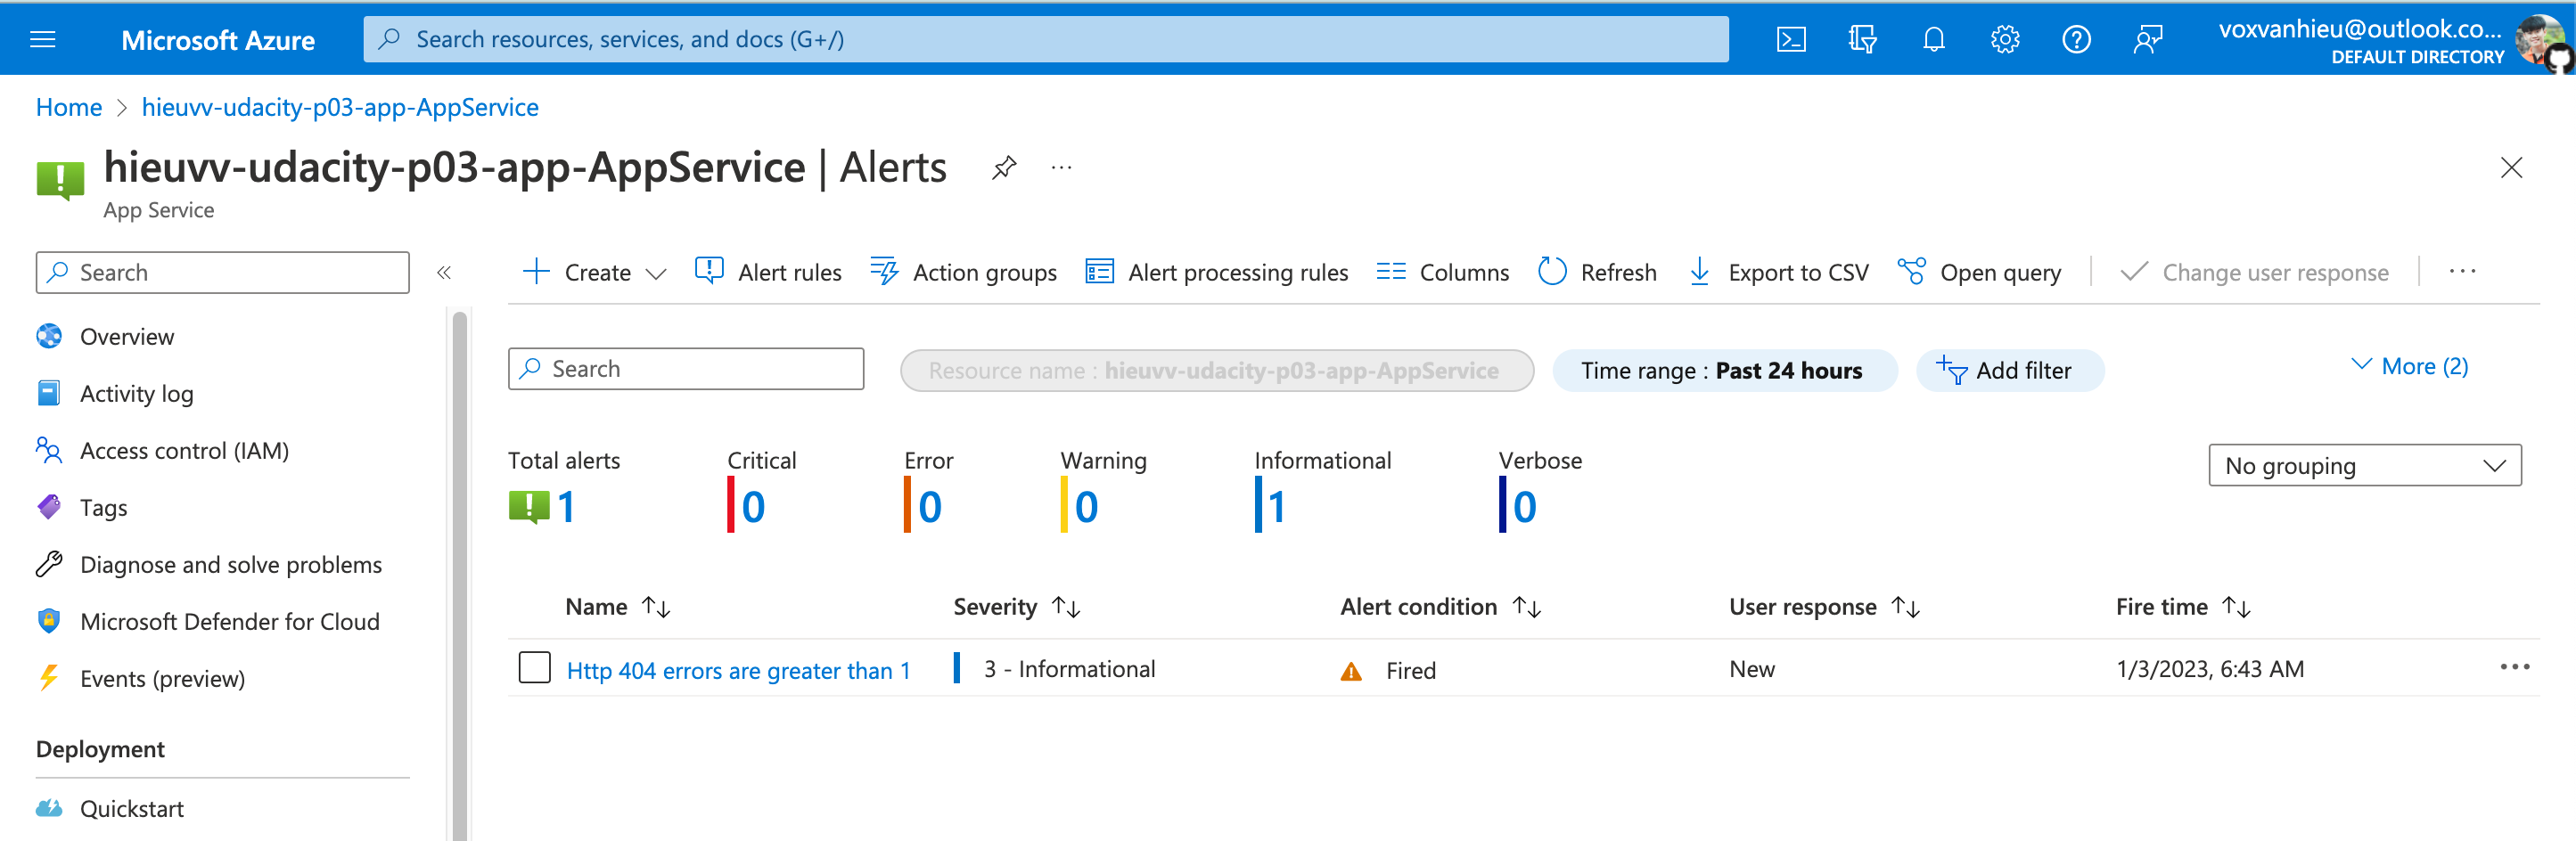 Microsoft Azure
Search resources, services, and docs (G+/)
voxvanhieu@outlook.co...
DEFAULT DIRECTORY
Home > hieuvv-udacity-p03-app-AppService
hieuvv-udacity-p03-app-AppService | Alerts
App Service
Search
Overview
Activity log
Access control (IAM)
Tags
Diagnose and solve problems
Microsoft Defender for Cloud
Events (preview)
Deployment
Quickstart
Create Alert rules Action groups Alert processing rules Columns Refresh Export to CSV Open query Change user response
Search Resource name : hieuvv-udacity-p03-app-AppService Time range : Past 24 hours Add filter More (2)
Total alerts Critical Error Warning Informational Verbose
1 0 0 0 1 0
No grouping
Name Severity Alert condition User response Fire time
Http 404 errors are greater than 1 3 - Informational Fired New 1/3/2023, 6:43 AM